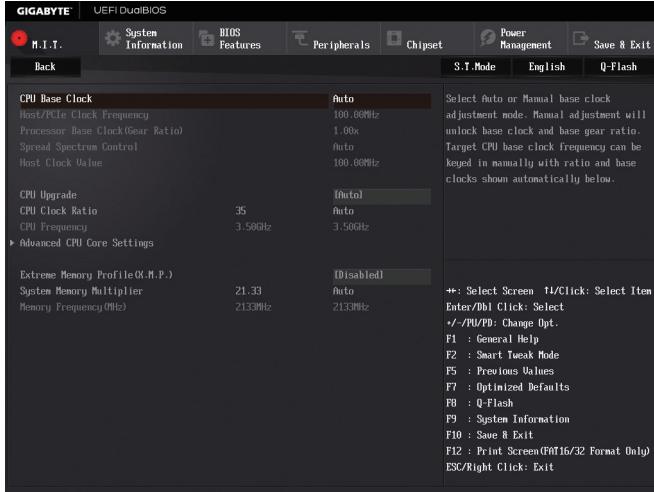 GIGABYTE™ UEFI DualBIOS
M.I.T. System Information BIOS Features Peripherals Chipset Power Management Save & Exit
Back S.T.Mode English Q-Flash
CPU Base Clock Auto
Host/PCIe Clock Frequency 100.00MHz
Processor Base Clock(Gear Ratio) 1.00x
Spread Spectrum Control Auto
Host Clock Value 100.00MHz
CPU Upgrade [Auto]
CPU Clock Ratio 35 Auto
CPU Frequency 3.50GHz 3.50GHz
Advanced CPU Core Settings
Extreme Memory Profile(X.M.P.) [Disabled]
System Memory Multiplier 21.33 Auto
Memory Frequency(MHz) 2133MHz 2133MHz
Select Auto or Manual base clock
adjustment mode. Manual adjustment will
unlock base clock and base gear ratio.
Target CPU base clock frequency can be
keyed in manually with ratio and base
clocks shown automatically below.
→←: Select Screen ↑↓/Click: Select Item
Enter/Dbl Click: Select
+/-/PU/PD: Change Opt.
F1 : General Help
F2 : Smart Tweak Mode
F5 : Previous Values
F7 : Optimized Defaults
F8 : Q-Flash
F9 : System Information
F10 : Save & Exit
F12 : Print Screen(FAT16/32 Format Only)
ESC/Right Click: Exit